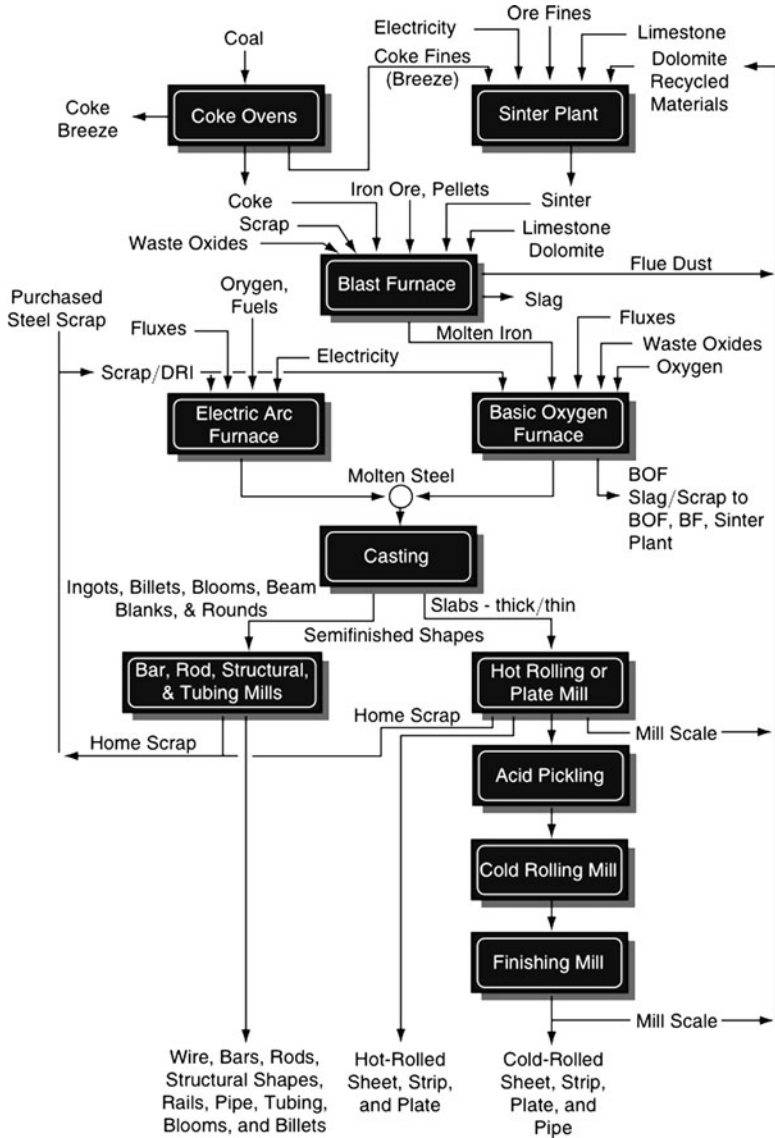 Ore Fines
Electricity
Limestone
Coal
Coke Fines
(Breeze)
Dolomite
Recycled
Materials
Coke
Breeze
Coke Ovens
Sinter Plant
Iron Ore, Pellets
Coke
Sinter
Scrap
Limestone
Dolomite
Waste Oxides
Blast Furnace
Flue Dust
Slag
Orygen,
Fuels
Purchased
Steel Scrap
Fluxes
Molten Iron
Fluxes
Waste Oxides
Electricity
Oxygen
Scrap/DRI
Electric Arc
Furnace
Basic Oxygen
Furnace
Molten Steel
BOF
Slag/Scrap to
BOF, BF, Sinter
Plant
Casting
Ingots, Billets, Blooms, Beam
Blanks, & Rounds
Slabs - thick/thin
Semifinished Shapes
Bar, Rod, Structural,
& Tubing Mills
Hot Rolling or
Plate Mill
Home Scrap
Home Scrap
Mill Scale
Acid Pickling
Cold Rolling Mill
Finishing Mill
Mill Scale
Wire, Bars, Rods,
Structural Shapes,
Rails, Pipe, Tubing,
Blooms, and Billets
Hot-Rolled
Sheet, Strip,
and Plate
Cold-Rolled
Sheet, Strip,
Plate, and
Pipe